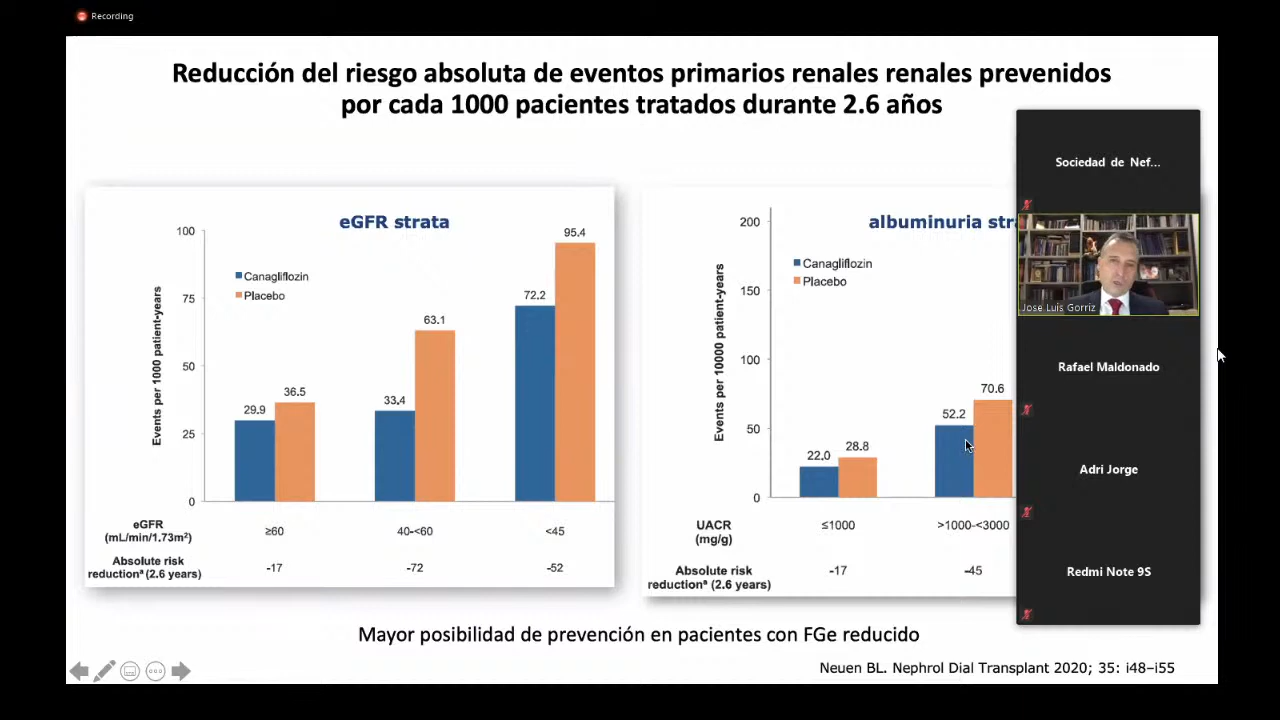 Recording
Reducción del riesgo absoluta de eventos primarios renales renales prevenidos
por cada 1000 pacientes tratados durante 2.6 años
eGFR strata
100
75
50
25
0
Events per 1000 patient-years
Canagliflozin
Placebo
29.9
36.5
33.4
63.1
72.2
95.4
eGFR
(mL/min/1.73m²)
≥60
40-<60
<45
Absolute risk
reductionª (2.6 years)
-17
-72
-52
albuminuria
200
150
100
50
0
Events per 10000 patient-years
Canagliflozin
Placebo
22.0
28.8
52.2
70.6
UACR
(mg/g)
≤1000
>1000-<3000
Absolute risk
reductionª (2.6 years)
-17
-45
Sociedad de Nef...
Jose Luis Gorriz
Rafael Maldonado
Adri Jorge
Redmi Note 9S
Mayor posibilidad de prevención en pacientes con FGe reducido
Neuen BL. Nephrol Dial Transplant 2020; 35: i48–i55